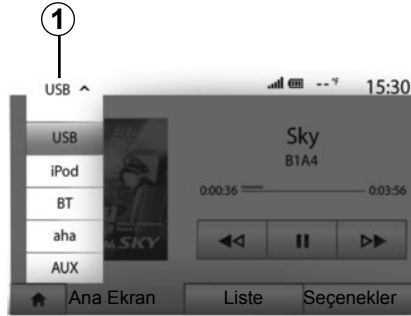 1
USB ^ --°F 15:30
USB
iPod
BT
aha
AUX
SKY
Sky
B1A4
0:00:36 0:03:56
Ana Ekran Liste Seçenekler